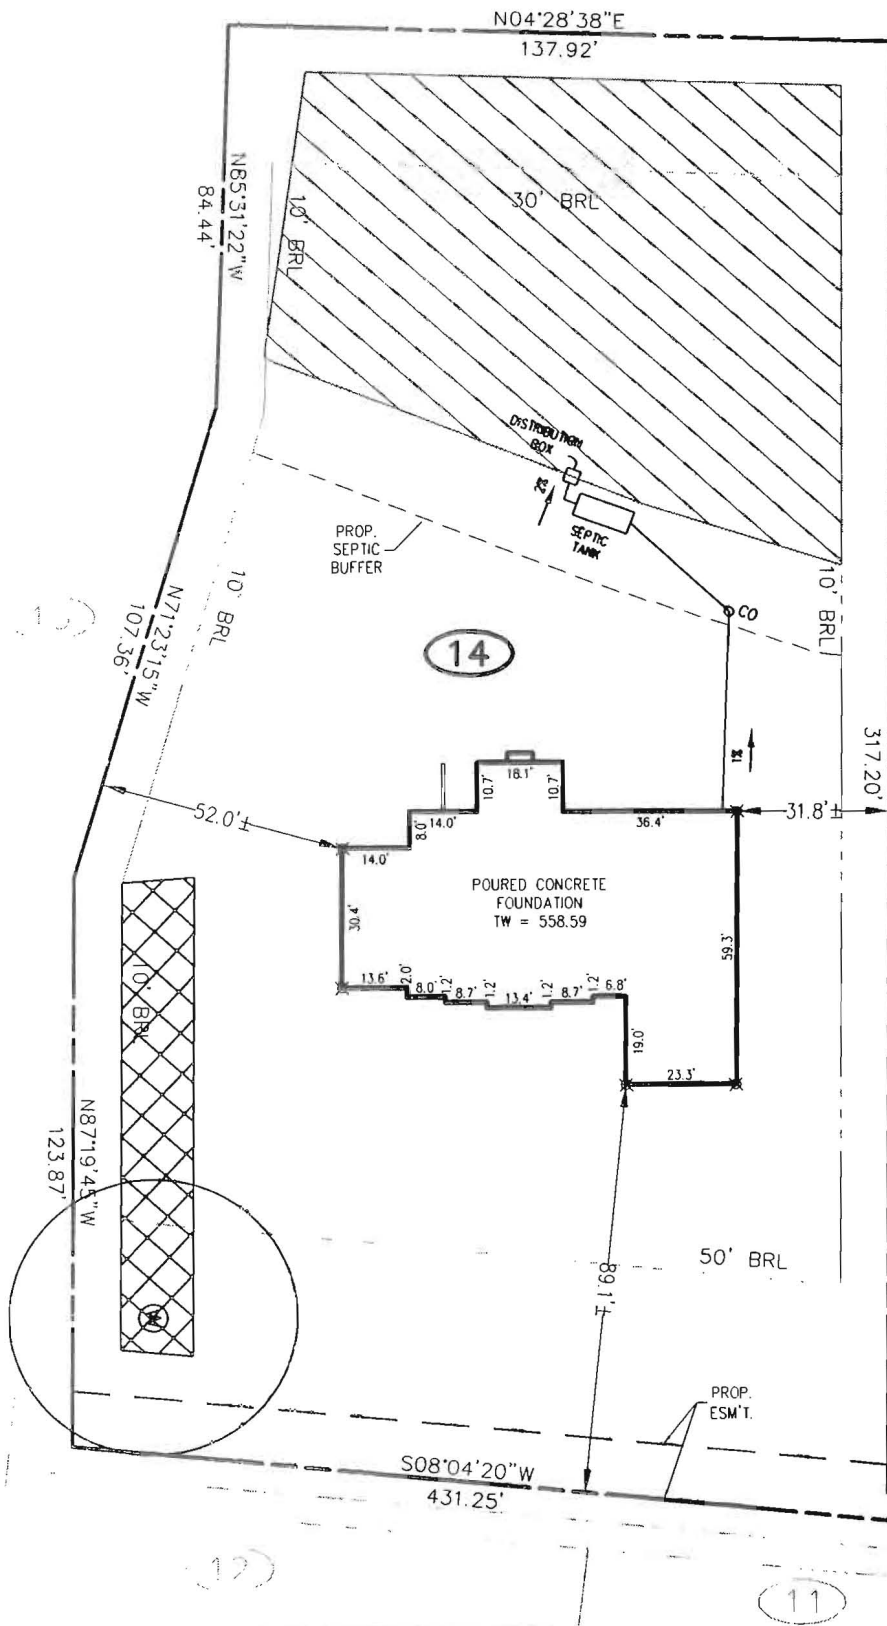 N04°28'38"E
137.92'
N85°31'22"W
84.44'
10' BRL
30' BRL
DISTRIBUTION
BOX
2%
SEPTIC
TANK
PROP.
SEPTIC
BUFFER
CO
10' BRL
10' BRL
N71°23'15"W
107.36'
14
317.20'
1%
18.1'
10.7'
10.7'
8.0'
14.0'
36.4'
31.8'±
52.0'±
14.0'
POURED CONCRETE
FOUNDATION
TW = 558.59
30.4'
59.3'
13.6'
2.0'
8.0'
1.2'
8.7'
1.2'
13.4'
1.2'
8.7'
1.2'
6.8'
19.0'
23.3'
10' BRL
N87°19'45"W
123.87'
50' BRL
89.1'±
W
PROP.
ESM'T.
S08°04'20"W
431.25'
12
11